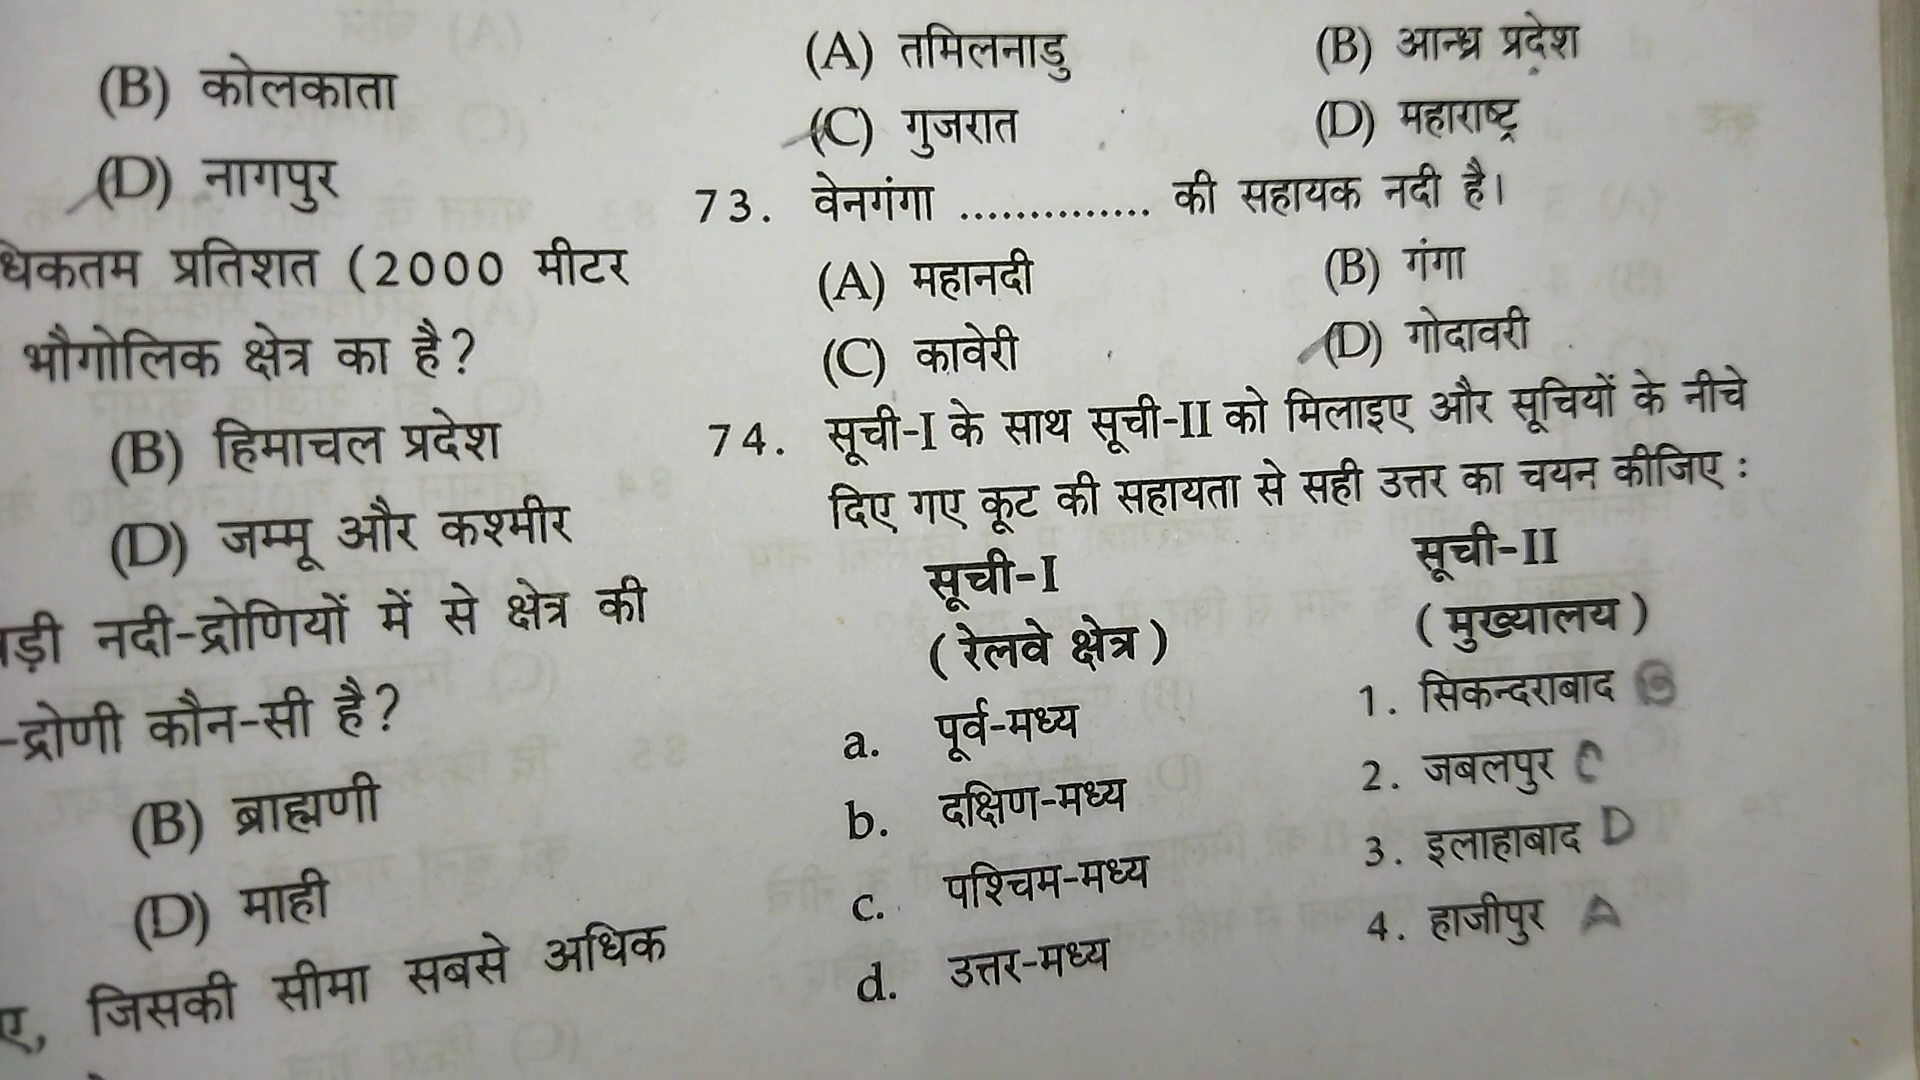 (B) कोलकाता
(D) नागपुर
धिकतम प्रतिशत (2000 मीटर
भौगोलिक क्षेत्र का है?
(B) हिमाचल प्रदेश
(D) जम्मू और कश्मीर
ड़ी नदी-द्रोणियों में से क्षेत्र की
-द्रोणी कौन-सी है?
(B) ब्राह्मणी
(D) माही
ए, जिसकी सीमा सबसे अधिक
(A) तमिलनाडु (B) आन्ध्र प्रदेश
(C) गुजरात (D) महाराष्ट्र
73. वेनगंगा .............. की सहायक नदी है।
(A) महानदी (B) गंगा
(C) कावेरी (D) गोदावरी
74. सूची-I के साथ सूची-II को मिलाइए और सूचियों के नीचे
दिए गए कूट की सहायता से सही उत्तर का चयन कीजिए :
सूची-I सूची-II
(रेलवे क्षेत्र) (मुख्यालय)
a. पूर्व-मध्य 1. सिकन्दराबाद B
b. दक्षिण-मध्य 2. जबलपुर C
c. पश्चिम-मध्य 3. इलाहाबाद D
d. उत्तर-मध्य 4. हाजीपुर A